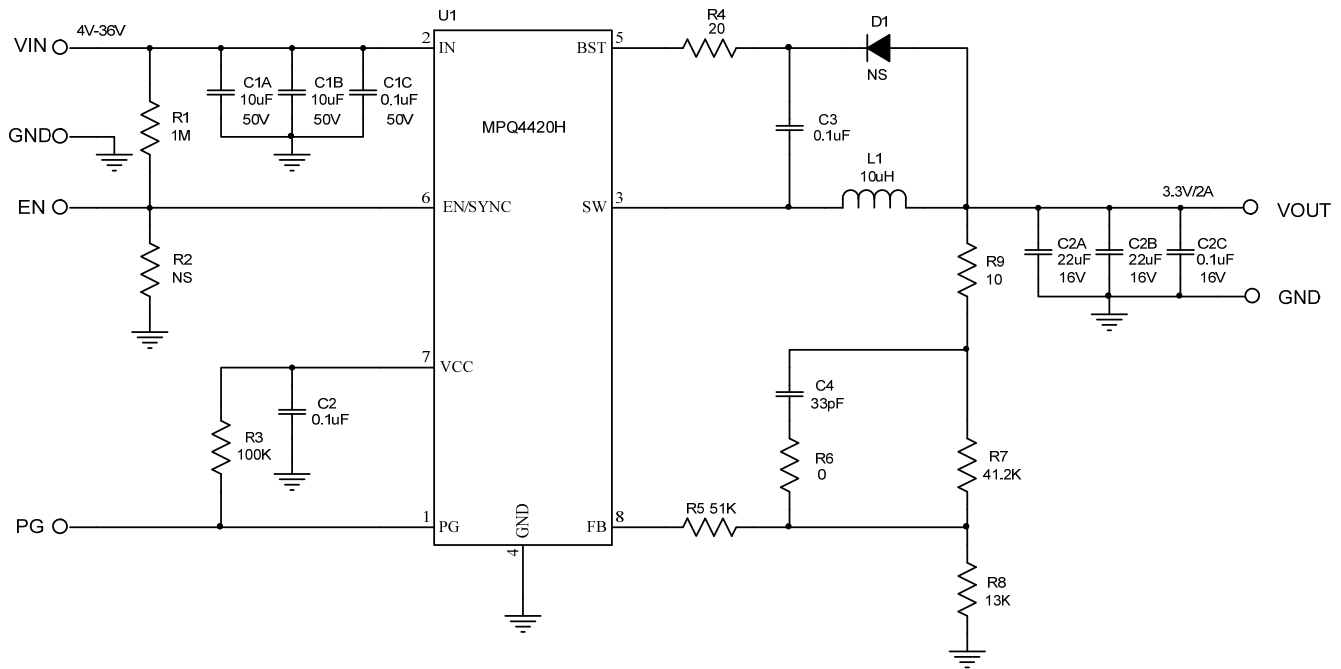 U1
4V-36V
VIN
2
IN
BST
5
R4
20
D1
NS
C1A
10uF
50V
C1B
10uF
50V
C1C
0.1uF
50V
R1
1M
GND
MPQ4420H
C3
0.1uF
L1
10uH
EN
6
EN/SYNC
SW
3
3.3V/2A
VOUT
R2
NS
R9
10
C2A
22uF
16V
C2B
22uF
16V
C2C
0.1uF
16V
GND
7
VCC
C2
0.1uF
C4
33pF
R3
100K
R6
0
R7
41.2K
PG
1
PG
GND
4
FB
8
R5 51K
R8
13K